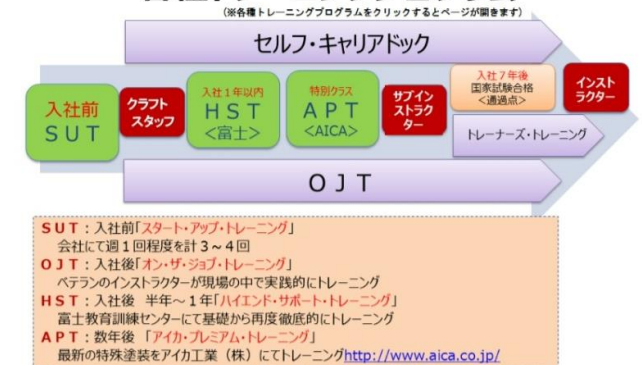 (※各種トレーニングプログラムをクリックするとページが開きます)
セルフ・キャリアドック
入社前
SUT
クラフト
スタッフ
入社1年以内
HST
<富士>
特別クラス
APT
<AICA>
サブイン
ストラク
ター
入社7年後
国家試験合格
<通過点>
トレーナーズ・トレーニング
インスト
ラクター
OJT
SUT:入社前「スタート・アップ・トレーニング」
会社にて週1回程度を計3~4回
OJT:入社後「オン・ザ・ジョブ・トレーニング」
ベテランのインストラクターが現場の中で実践的にトレーニング
HST:入社後 半年~1年「ハイエンド・サポート・トレーニング」
富士教育訓練センターにて基礎から再度徹底的にトレーニング
APT:数年後 「アイカ・プレミアム・トレーニング」
最新の特殊塗装をアイカ工業(株)にてトレーニングhttp://www.aica.co.jp/